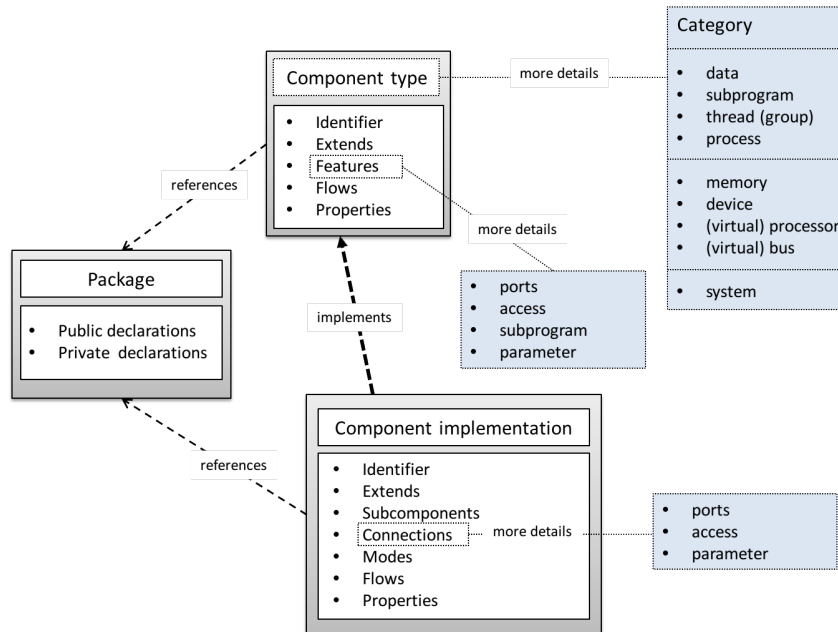 Category
• data
• subprogram
• thread (group)
• process
• memory
• device
• (virtual) processor
• (virtual) bus
• system
Component type
more details
• Identifier
• Extends
• Features
• Flows
• Properties
references
more details
• ports
• access
• subprogram
• parameter
Package
• Public declarations
• Private declarations
implements
references
Component implementation
• Identifier
• Extends
• Subcomponents
• Connections
• Modes
• Flows
• Properties
more details
• ports
• access
• parameter